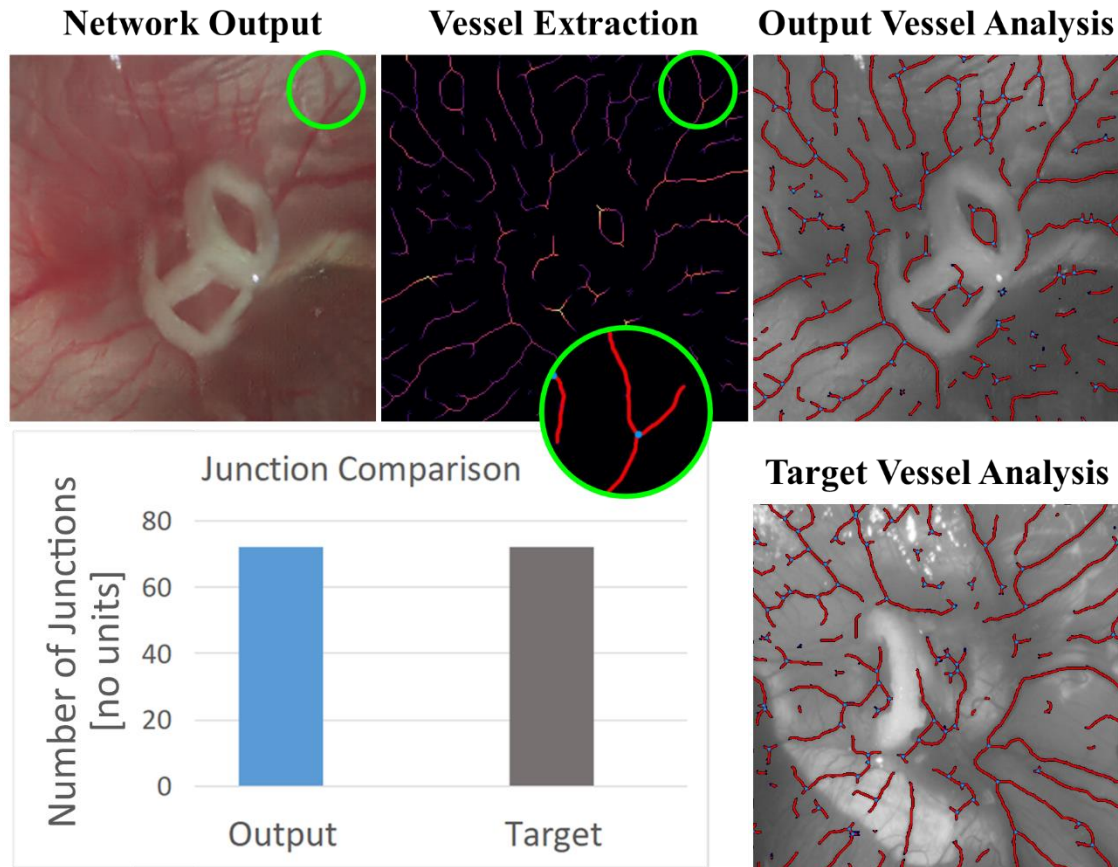 Network Output
Vessel Extraction
Output Vessel Analysis
Junction Comparison
Number of Junctions
[no units]
80
60
40
20
0
Output
Target
Target Vessel Analysis